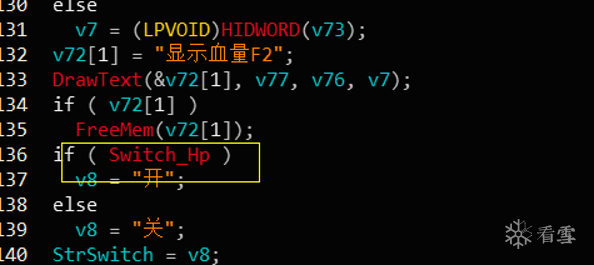 130 else
131 v7 = (LPVOID)HIDWORD(v73);
132 v72[1] = "显示血量F2";
133 DrawText(&v72[1], v77, v76, v7);
134 if ( v72[1] )
135 FreeMem(v72[1]);
136 if ( Switch_Hp )
137 v8 = "开";
138 else
139 v8 = "关";
140 StrSwitch = v8;
看雪